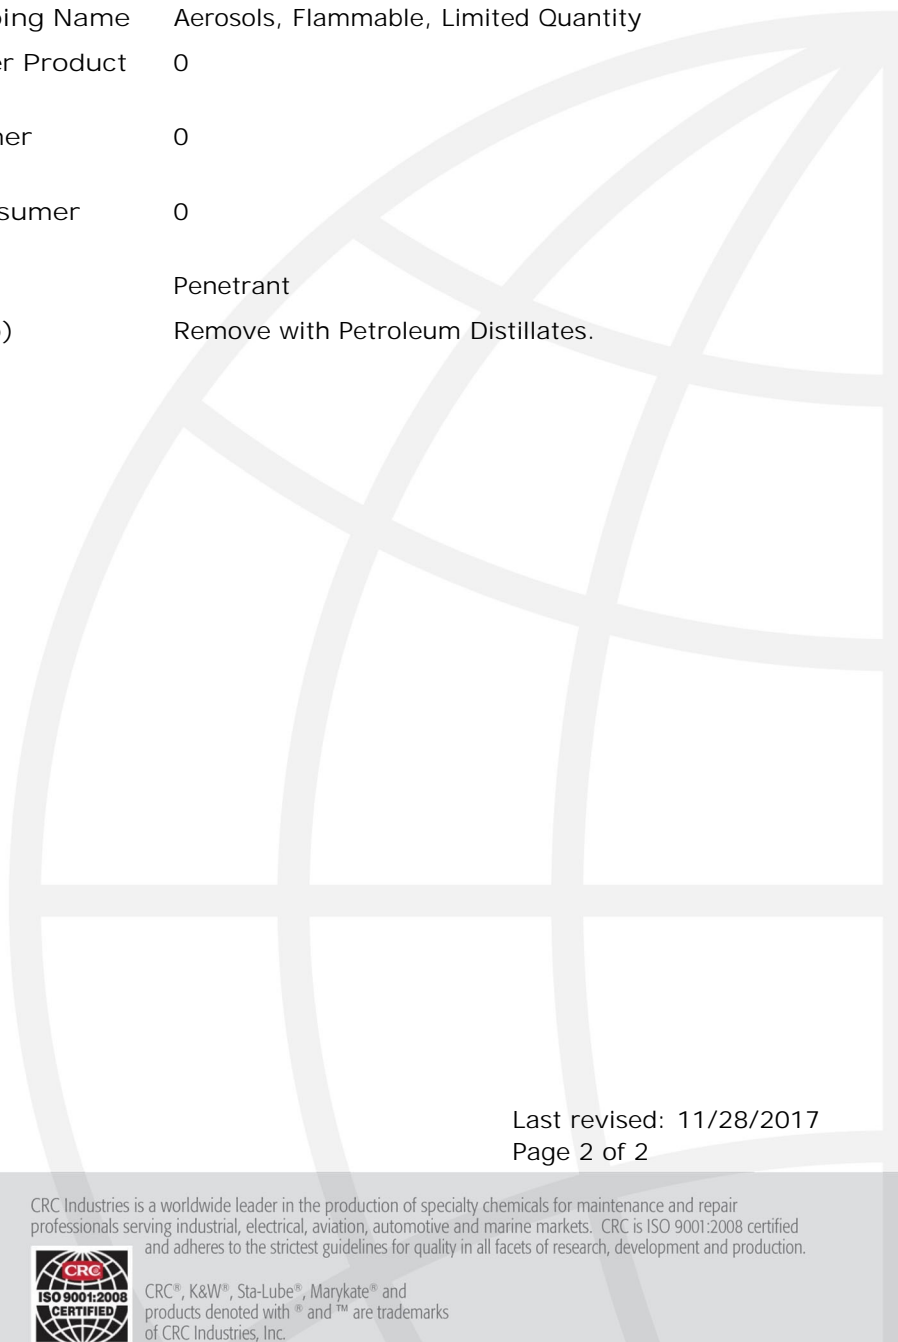 ing Name Aerosols, Flammable, Limited Quantity
er Product 0
ner 0
sumer 0
Penetrant
) Remove with Petroleum Distillates.
Last revised: 11/28/2017
Page 2 of 2
CRC Industries is a worldwide leader in the production of specialty chemicals for maintenance and repair
professionals serving industrial, electrical, aviation, automotive and marine markets. CRC is ISO 9001:2008 certified
and adheres to the strictest guidelines for quality in all facets of research, development and production.
CRC®
ISO 9001:2008
CERTIFIED
CRC®, K&W®, Sta-Lube®, Marykate® and
products denoted with ® and ™ are trademarks
of CRC Industries, Inc.